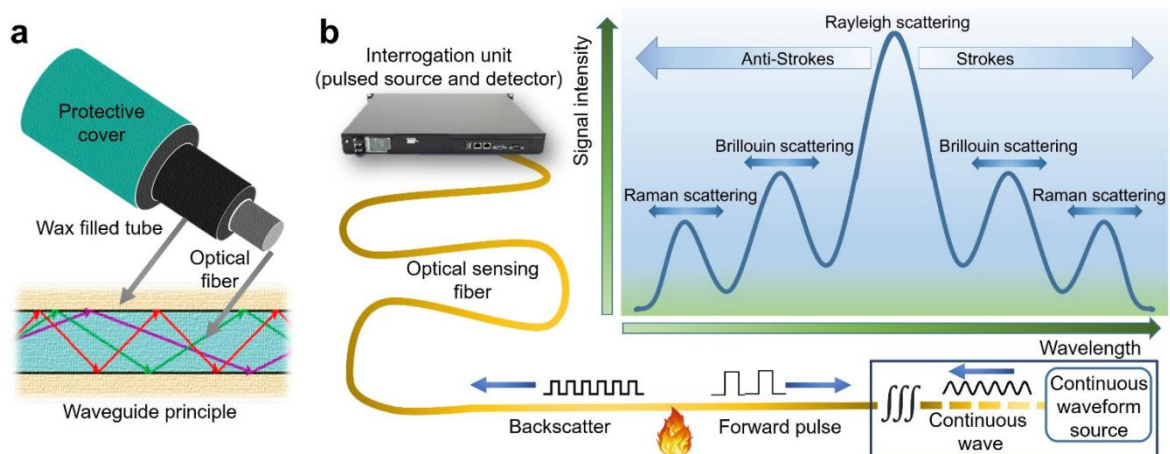 a
Protective
cover
Wax filled tube
Optical
fiber
Waveguide principle
b
Interrogation unit
(pulsed source and detector)
Optical sensing
fiber
Signal intensity
Rayleigh scattering
Anti-Strokes
Strokes
Brillouin scattering
Brillouin scattering
Raman scattering
Raman scattering
Wavelength
Backscatter
Forward pulse
Continuous
wave
Continuous
waveform
source